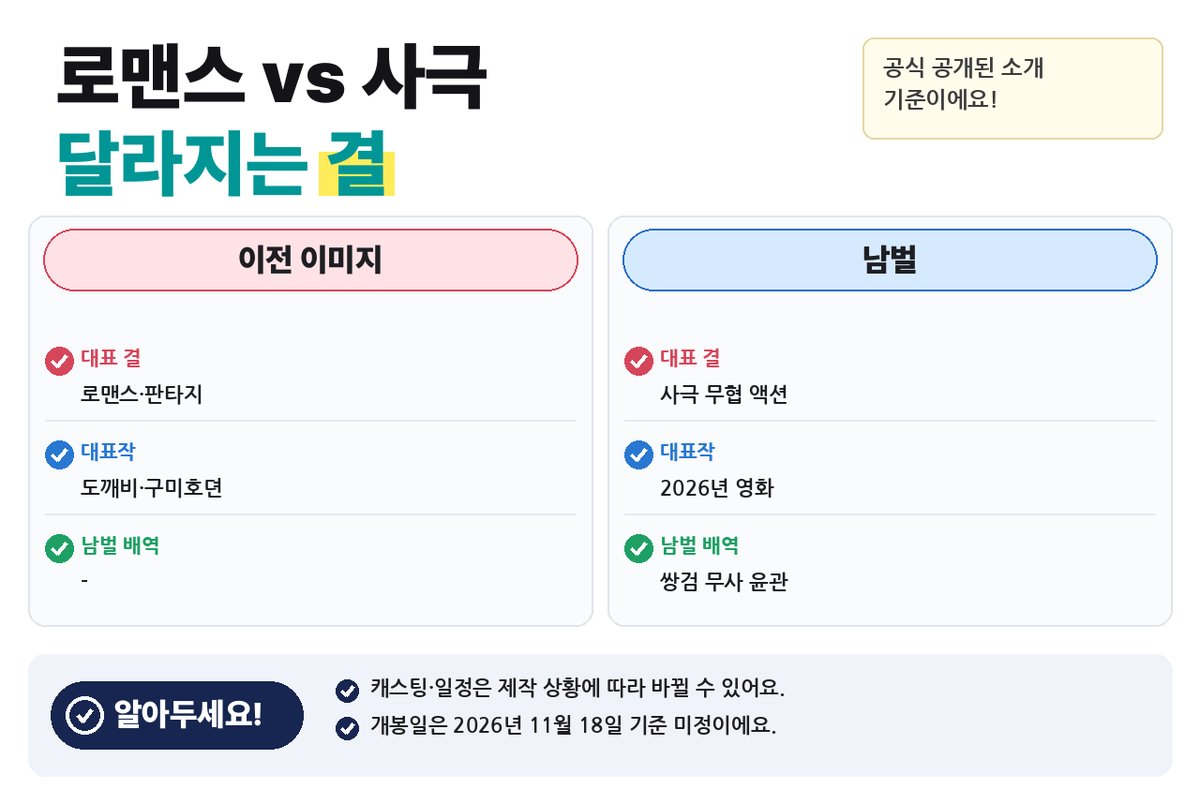 로맨스 vs 사극
달라지는 결
공식 공개된 소개
기준이에요!
이전 이미지
대표 결
로맨스·판타지
대표작
도깨비·구미호뎐
남벌 배역
-
남벌
대표 결
사극 무협 액션
대표작
2026년 영화
남벌 배역
쌍검 무사 윤관
알아두세요!
캐스팅·일정은 제작 상황에 따라 바뀔 수 있어요.
개봉일은 2026년 11월 18일 기준 미정이에요.